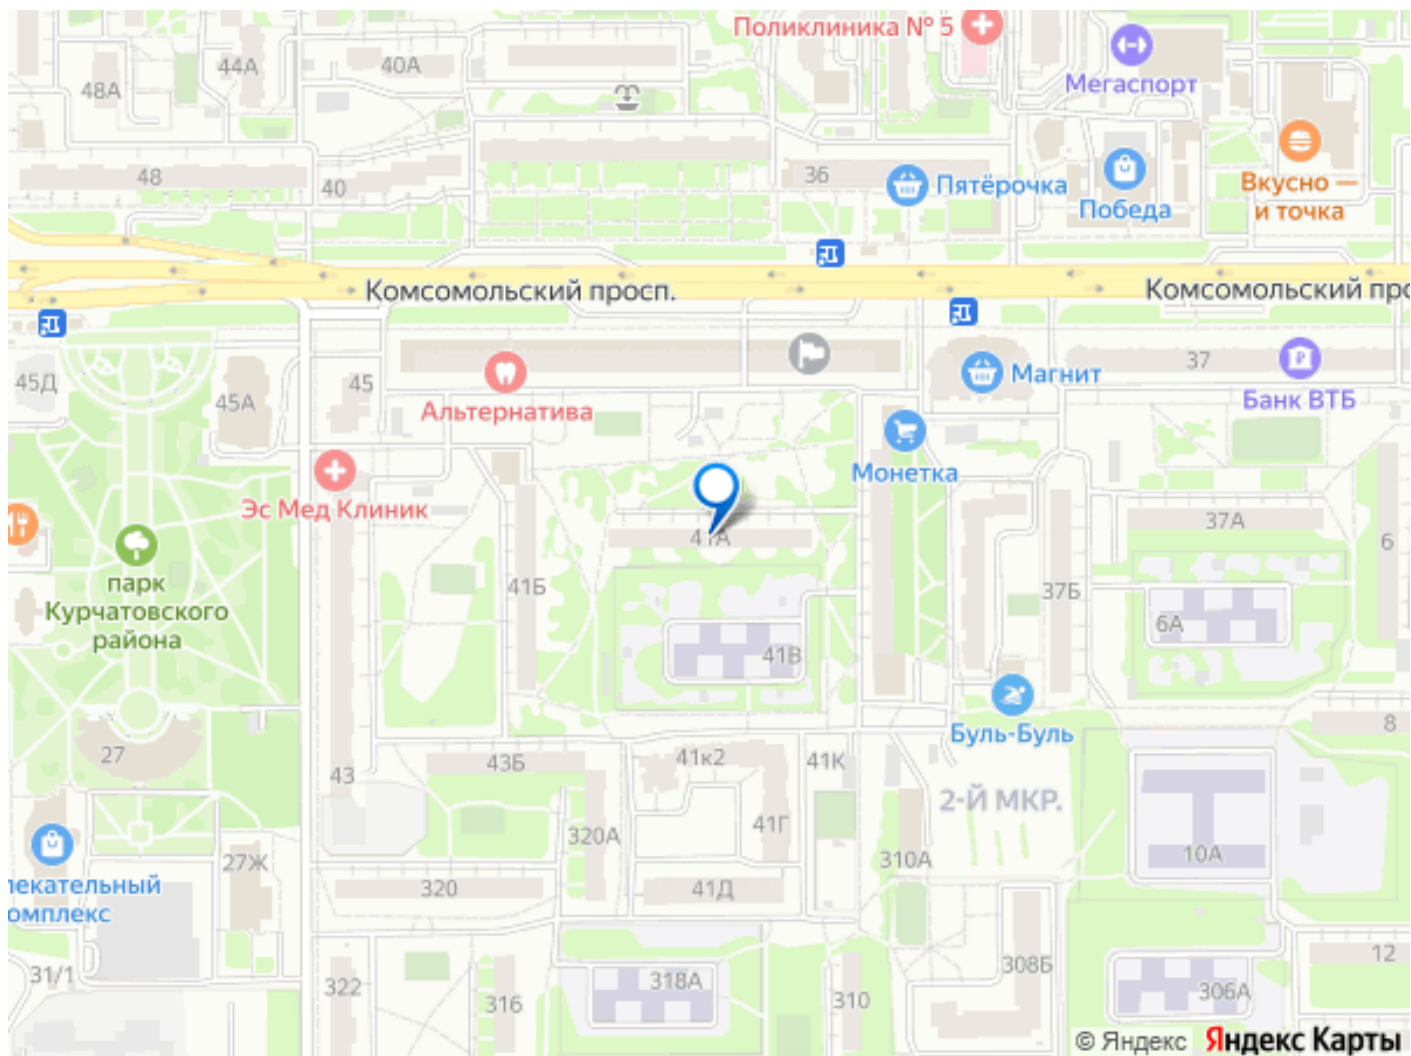 Поликлиника № 5
44А
40А
48А
Мегаспорт
48
40
36
Пятёрочка
Победа
Вкусно —
и точка
Комсомольский просп.
Комсомольский про
45Д
45А
45
Альтернатива
Магнит
37
Банк ВТБ
Монетка
Эс Мед Клиник
41А
37А
6
парк
Курчатовского
района
41Б
37Б
6А
41В
27
43
43Б
41к2
41К
Буль-Буль
8
2-Й МКР.
320А
41Г
310А
10А
27Ж
лекательный
омплекс
320
41Д
31/1
322
316
318А
310
308Б
306А
12
© Яндекс Яндекс Карты